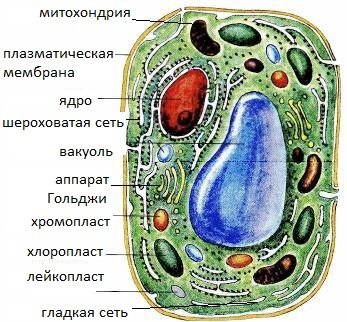 митохондрия
плазматическая
мембрана
ядро
шероховатая сеть
вакуоль
аппарат
Гольджи
хромопласт
хлоропласт
лейкопласт
гладкая сеть